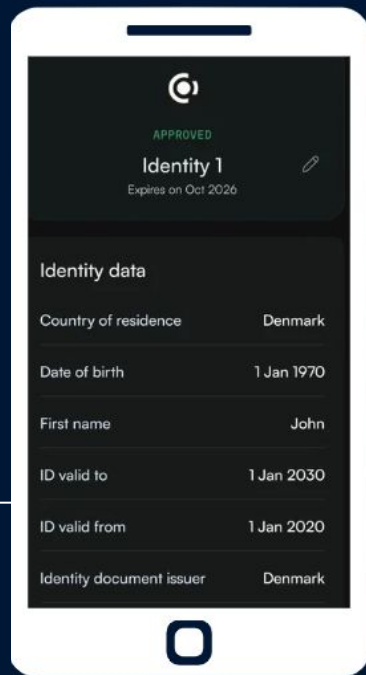 APPROVED
Identity 1
Expires on Oct 2026
Identity data
Country of residence Denmark
Date of birth 1 Jan 1970
First name John
ID valid to 1 Jan 2030
ID valid from 1 Jan 2020
Identity document issuer Denmark